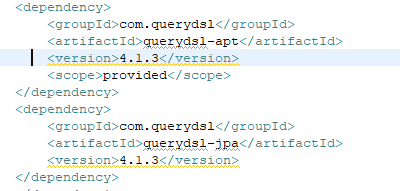 <dependency>
<groupId>com.querydsl</groupId>
<artifactId>querydsl-apt</artifactId>
<version>4.1.3</version>
<scope>provided</scope>
</dependency>
<dependency>
<groupId>com.querydsl</groupId>
<artifactId>querydsl-jpa</artifactId>
<version>4.1.3</version>
</dependency>